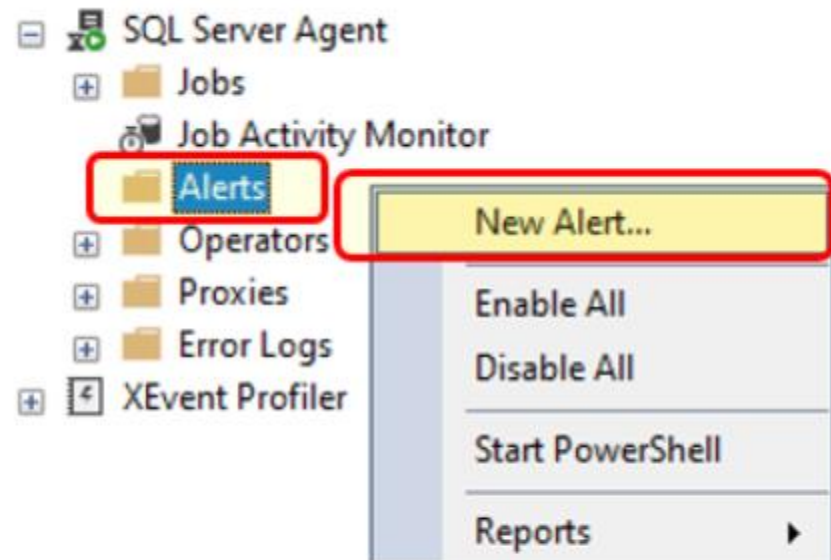 SQL Server Agent
Jobs
Job Activity Monitor
Alerts
New Alert...
Operators
Proxies
Enable All
Error Logs
Disable All
XEvent Profiler
Start PowerShell
Reports